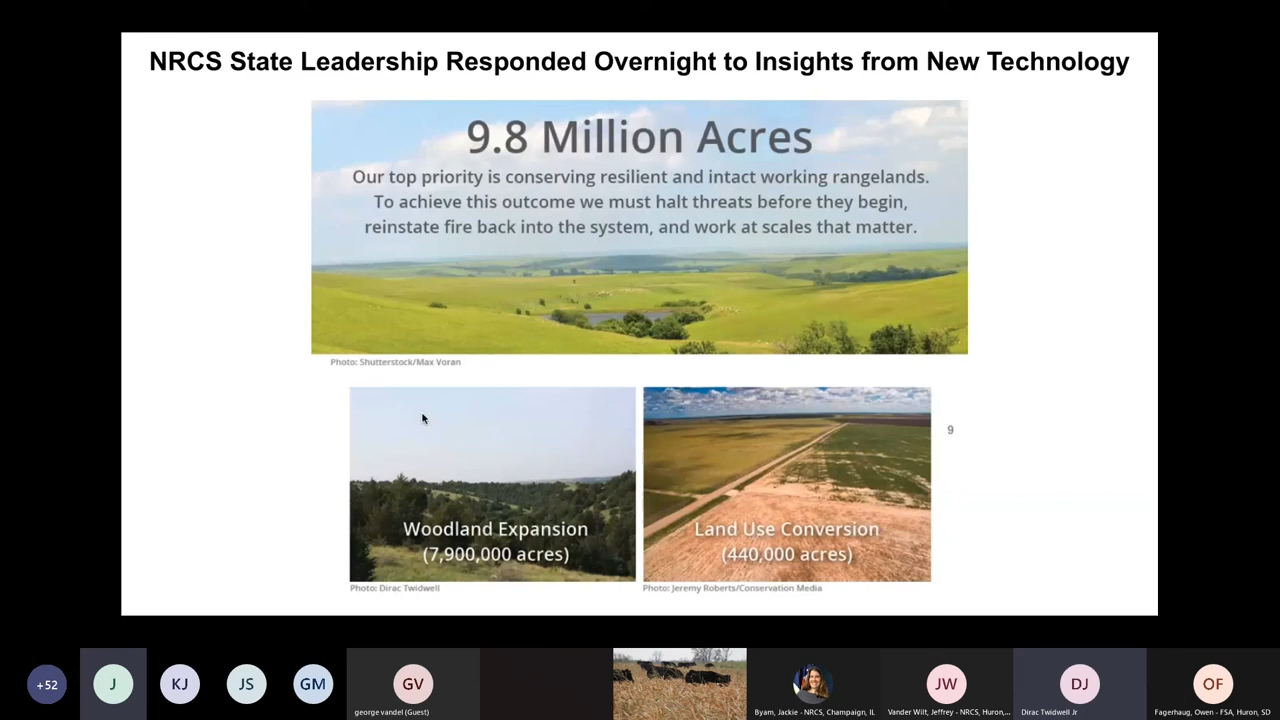 NRCS State Leadership Responded Overnight to Insights from New Technology
9.8 Million Acres
Our top priority is conserving resilient and intact working rangelands.
To achieve this outcome we must halt threats before they begin,
reinstate fire back into the system, and work at scales that matter.
Photo: Shutterstock/Max Voran
Woodland Expansion
(7,900,000 acres)
Land Use Conversion
(440,000 acres)
9
Photo: Dirac Twidwell
Photo: Jeremy Roberts/Conservation Media
+52
J
KJ
JS
GM
GV
JW
DJ
OF
george vandel (Guest)
Byam, Jackie - NRCS, Champaign, IL
Vander Wilt, Jeffrey - NRCS, Huron,...
Dirac Twidwell Jr
Fagerhaug, Owen - FSA, Huron, SD